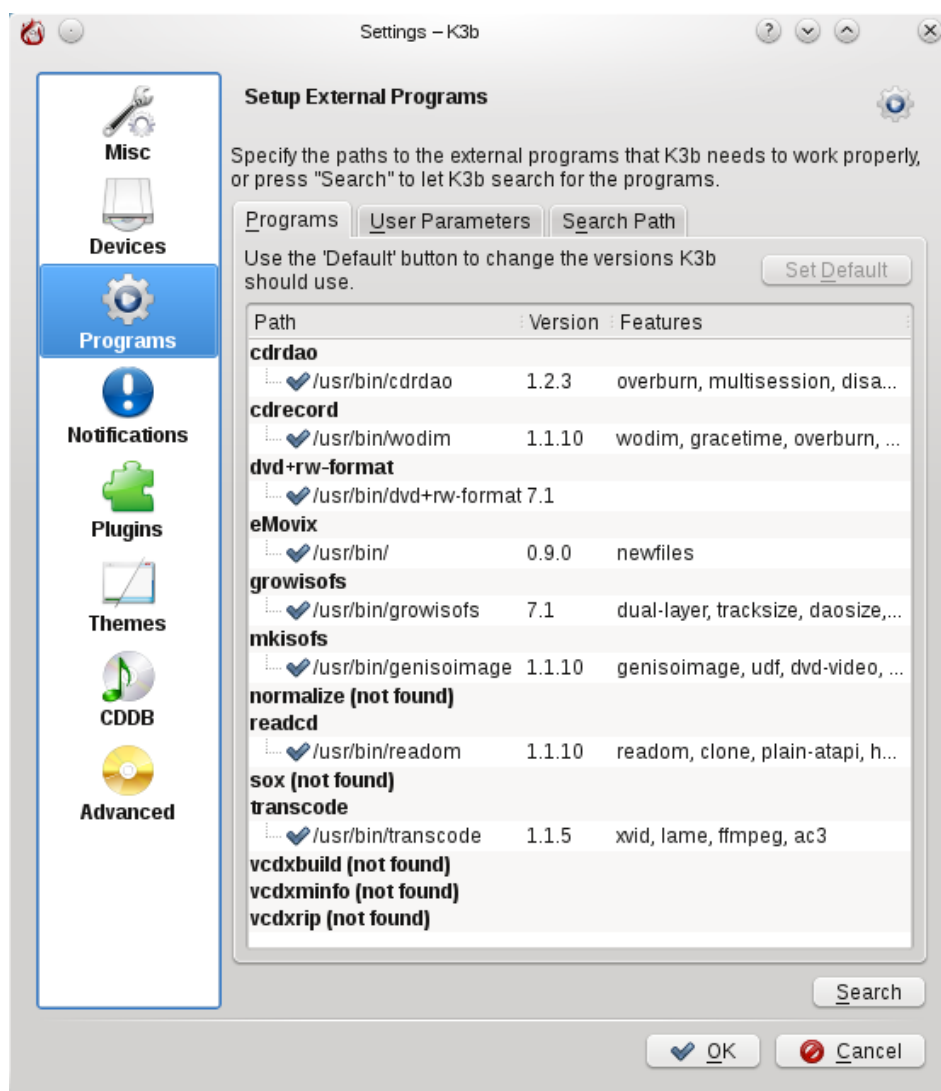 Settings – K3b
Misc
Devices
Programs
Notifications
Plugins
Themes
CDDB
Advanced
Setup External Programs
Specify the paths to the external programs that K3b needs to work properly,
or press "Search" to let K3b search for the programs.
Programs User Parameters Search Path
Use the 'Default' button to change the versions K3b
should use.
Set Default
Path Version Features
cdrdao
/usr/bin/cdrdao 1.2.3 overburn, multisession, disa...
cdrecord
/usr/bin/wodim 1.1.10 wodim, gracetime, overburn, ...
dvd+rw-format
/usr/bin/dvd+rw-format 7.1
eMovix
/usr/bin/ 0.9.0 newfiles
growisofs
/usr/bin/growisofs 7.1 dual-layer, tracksize, daosize,...
mkisofs
/usr/bin/genisoimage 1.1.10 genisoimage, udf, dvd-video, ...
normalize (not found)
readcd
/usr/bin/readom 1.1.10 readom, clone, plain-atapi, h...
sox (not found)
transcode
/usr/bin/transcode 1.1.5 xvid, lame, ffmpeg, ac3
vcdxbuild (not found)
vcdxminfo (not found)
vcdxrip (not found)
Search
OK Cancel